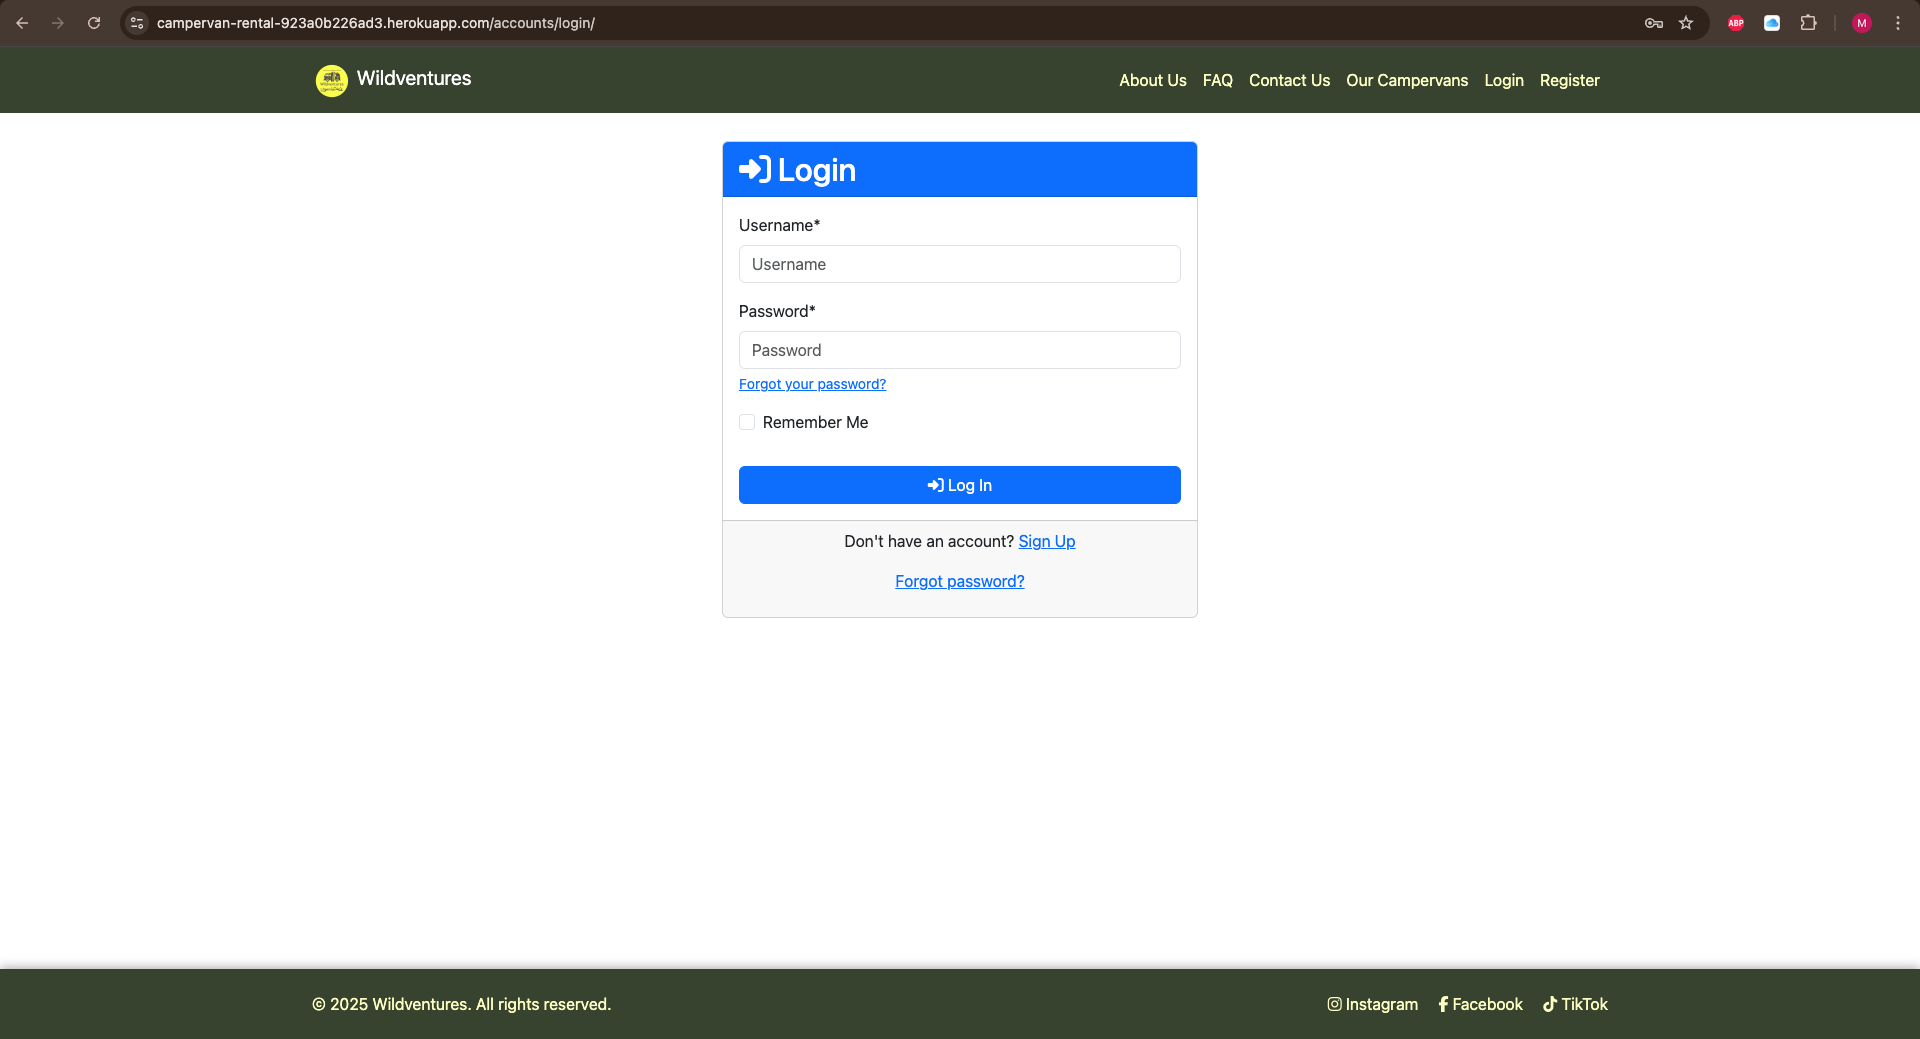 campervan-rental-923a0b226ad3.herokuapp.com/accounts/login/
ABP
M
Wildventures
About Us FAQ Contact Us Our Campervans Login Register
Login
Username*
Username
Password*
Password
Forgot your password?
Remember Me
Log In
Don't have an account? Sign Up
Forgot password?
© 2025 Wildventures. All rights reserved.
Instagram Facebook TikTok